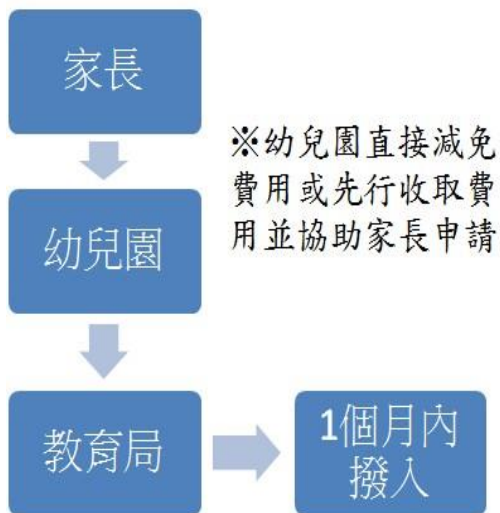 家長
※幼兒園直接減免
費用或先行收取費
用並協助家長申請
幼兒園
教育局
1個月內
撥入